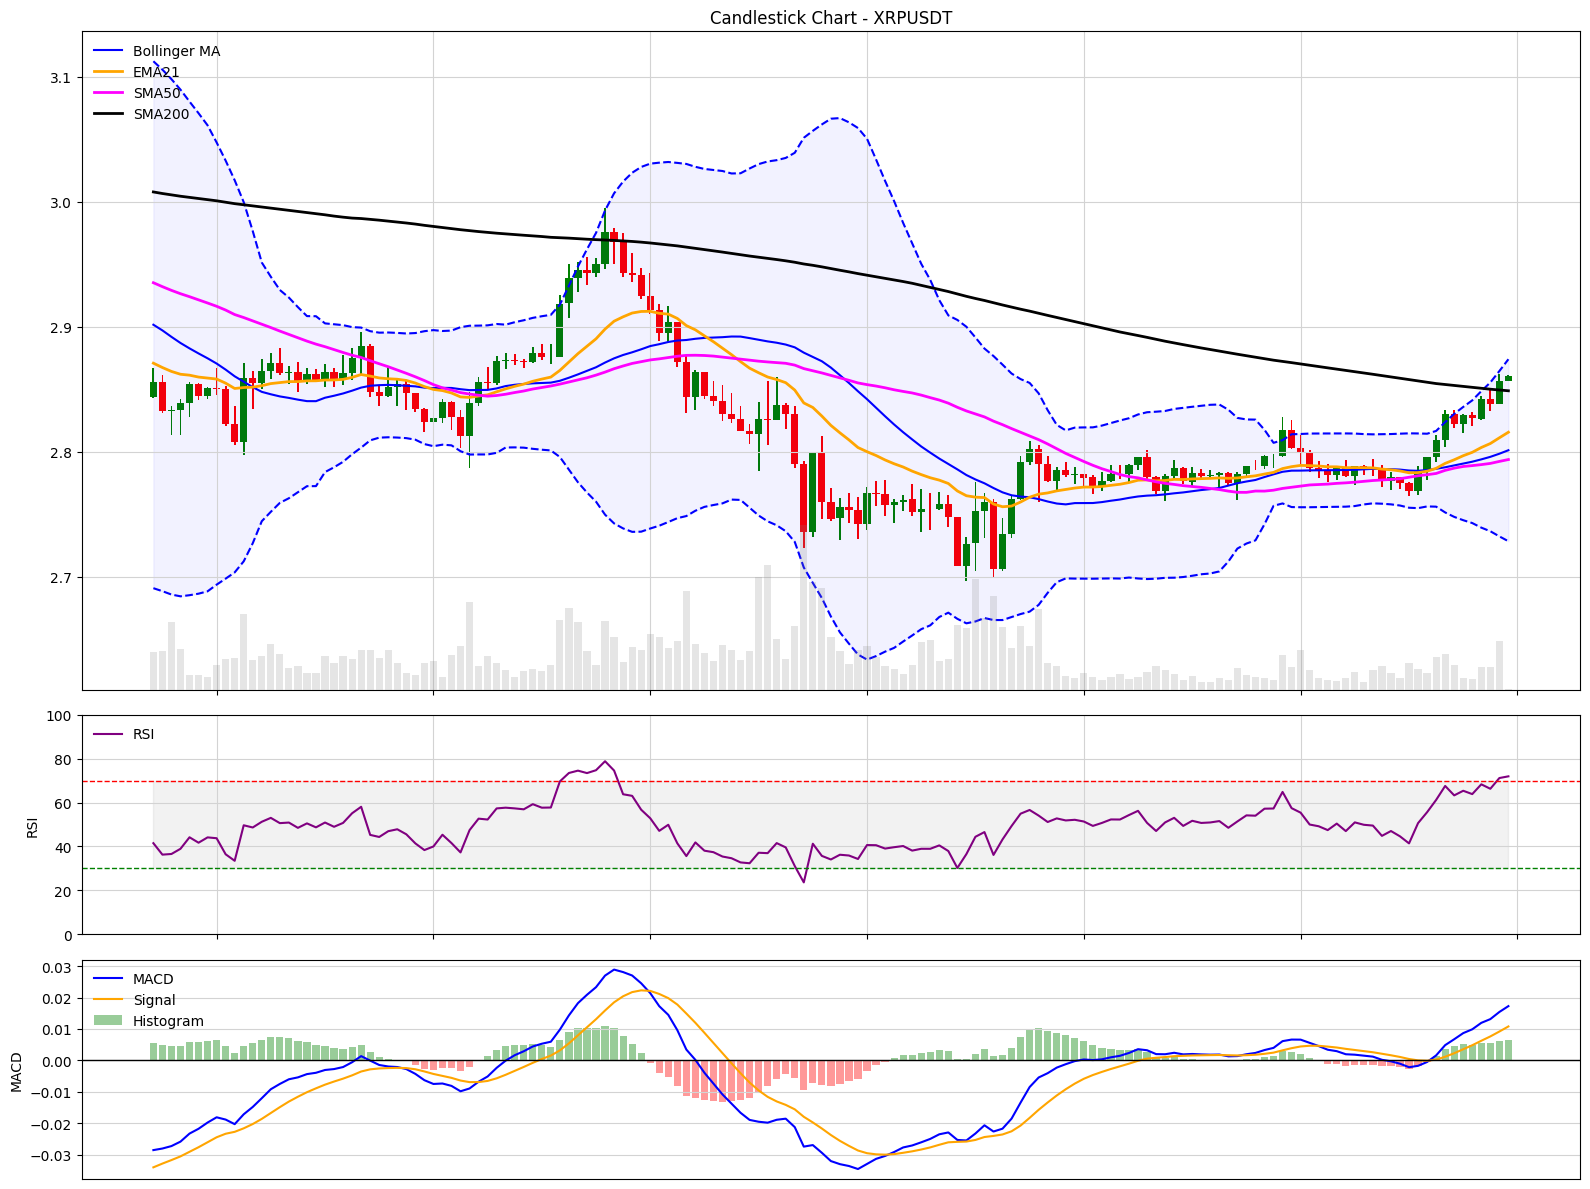 Candlestick Chart - XRPUSDT
Bollinger MA
EMA21
SMA50
SMA200
3.1
3.0
2.9
2.8
2.7
RSI
100
80
60
40
20
0
RSI
MACD
Signal
Histogram
0.03
0.02
0.01
0.00
−0.01
−0.02
−0.03
MACD